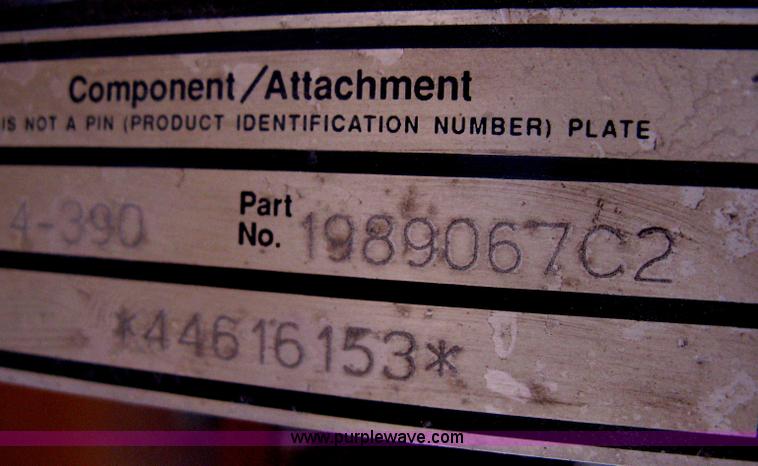 Component/Attachment
IS NOT A PIN (PRODUCT IDENTIFICATION NUMBER) PLATE
4-390 Part No. 1989067C2
*44616153*
www.purplewave.com